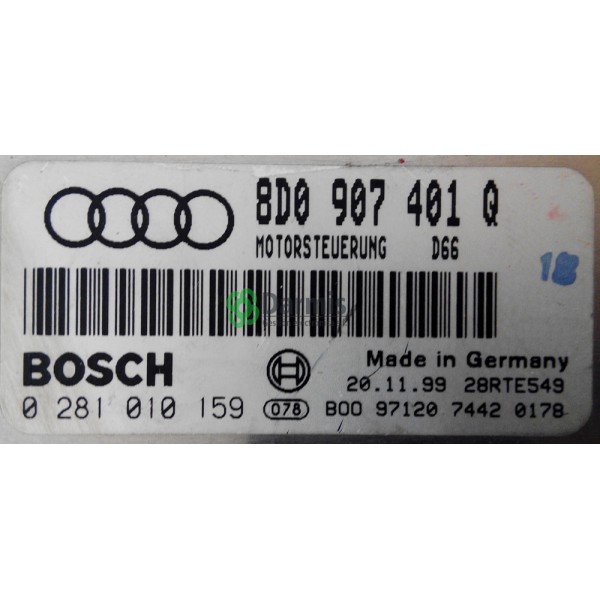 8D0 907 401 Q
MOTORSTEUERUNG D66
18
Darmis
BOSCH
Made in Germany
20.11.99 28RTE549
0 281 010 159 078 B00 97120 7442 0178